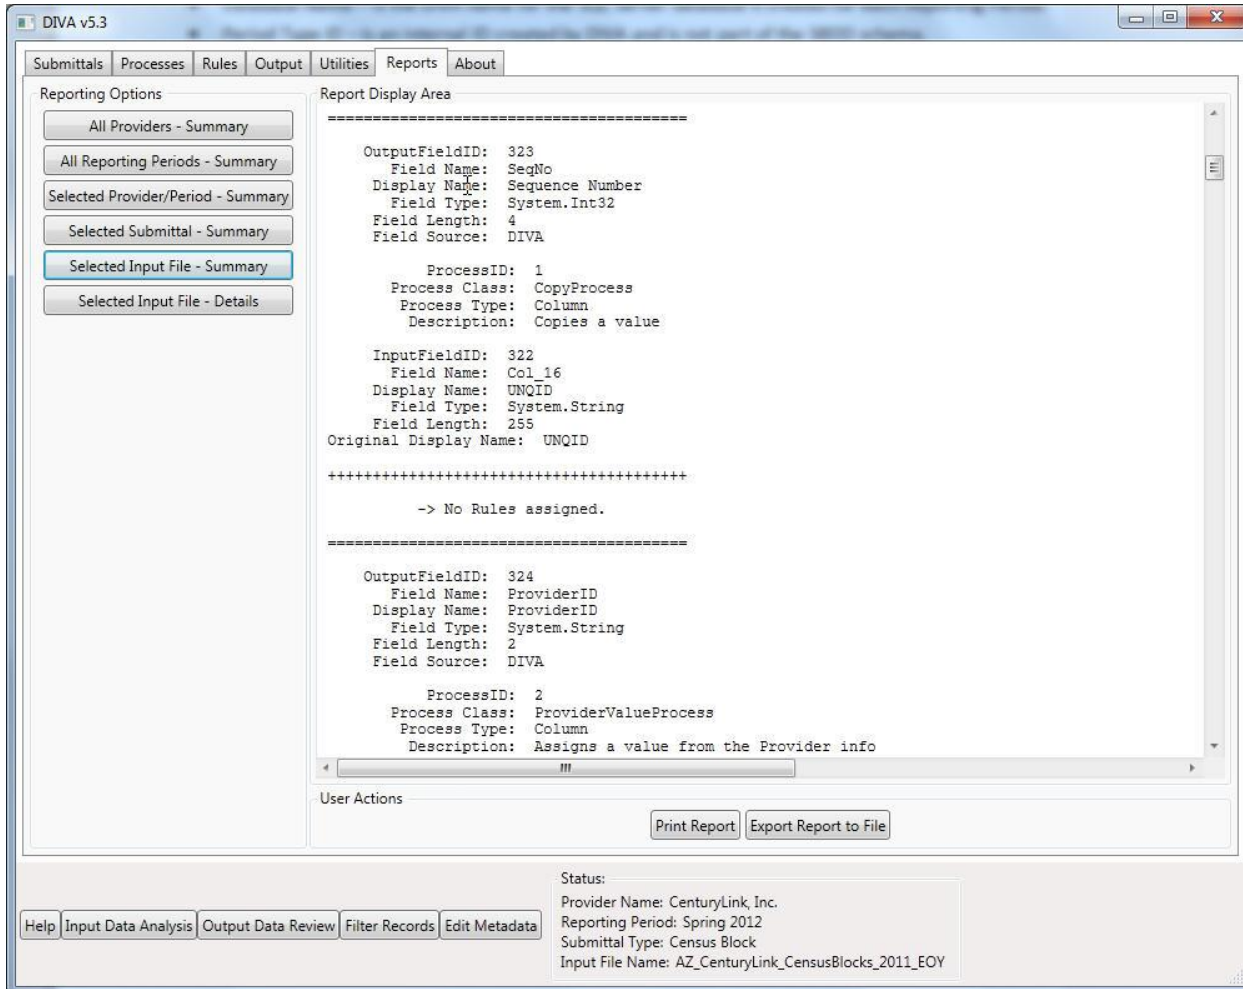 DIVA v5.3
Submittals Processes Rules Output Utilities Reports About
Reporting Options
All Providers - Summary
All Reporting Periods - Summary
Selected Provider/Period - Summary
Selected Submittal - Summary
Selected Input File - Summary
Selected Input File - Details
Report Display Area
========================================
OutputFieldID: 323
Field Name: SeqNo
Display Name: Sequence Number
Field Type: System.Int32
Field Length: 4
Field Source: DIVA
ProcessID: 1
Process Class: CopyProcess
Process Type: Column
Description: Copies a value
InputFieldID: 322
Field Name: Col_16
Display Name: UNQID
Field Type: System.String
Field Length: 255
Original Display Name: UNQID
++++++++++++++++++++++++++++++++++++++++
-> No Rules assigned.
========================================
OutputFieldID: 324
Field Name: ProviderID
Display Name: ProviderID
Field Type: System.String
Field Length: 2
Field Source: DIVA
ProcessID: 2
Process Class: ProviderValueProcess
Process Type: Column
Description: Assigns a value from the Provider info
User Actions
Print Report Export Report to File
Help Input Data Analysis Output Data Review Filter Records Edit Metadata
Status:
Provider Name: CenturyLink, Inc.
Reporting Period: Spring 2012
Submittal Type: Census Block
Input File Name: AZ_CenturyLink_CensusBlocks_2011_EOY